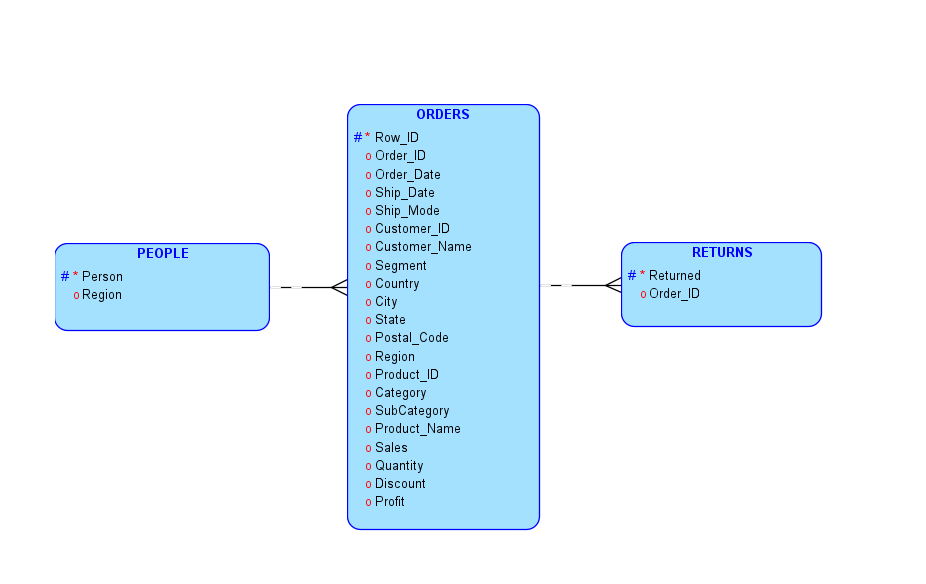 PEOPLE
#* Person
o Region
ORDERS
#* Row_ID
o Order_ID
o Order_Date
o Ship_Date
o Ship_Mode
o Customer_ID
o Customer_Name
o Segment
o Country
o City
o State
o Postal_Code
o Region
o Product_ID
o Category
o SubCategory
o Product_Name
o Sales
o Quantity
o Discount
o Profit
RETURNS
#* Returned
o Order_ID